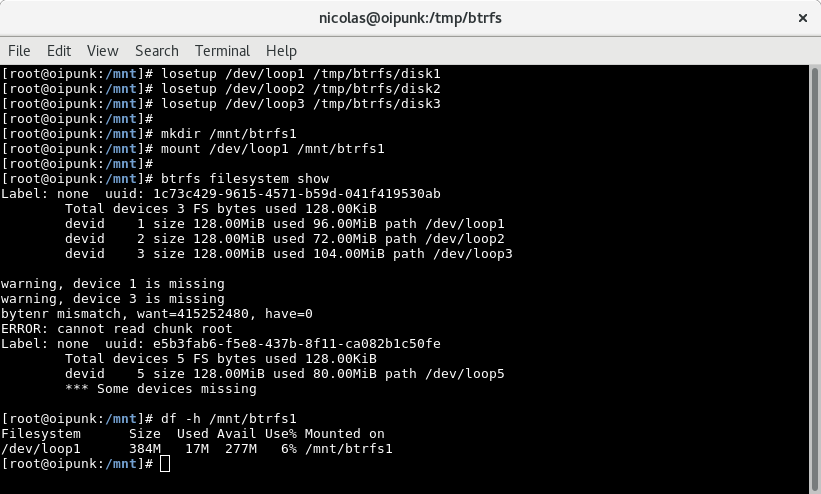 nicolas@oipunk:/tmp/btrfs
File Edit View Search Terminal Help
[root@oipunk:/mnt]# losetup /dev/loop1 /tmp/btrfs/disk1
[root@oipunk:/mnt]# losetup /dev/loop2 /tmp/btrfs/disk2
[root@oipunk:/mnt]# losetup /dev/loop3 /tmp/btrfs/disk3
[root@oipunk:/mnt]#
[root@oipunk:/mnt]# mkdir /mnt/btrfs1
[root@oipunk:/mnt]# mount /dev/loop1 /mnt/btrfs1
[root@oipunk:/mnt]#
[root@oipunk:/mnt]# btrfs filesystem show
Label: none  uuid: 1c73c429-9615-4571-b59d-041f419530ab
        Total devices 3 FS bytes used 128.00KiB
        devid    1 size 128.00MiB used 96.00MiB path /dev/loop1
        devid    2 size 128.00MiB used 72.00MiB path /dev/loop2
        devid    3 size 128.00MiB used 104.00MiB path /dev/loop3
warning, device 1 is missing
warning, device 3 is missing
bytenr mismatch, want=415252480, have=0
ERROR: cannot read chunk root
Label: none  uuid: e5b3fab6-f5e8-437b-8f11-ca082b1c50fe
        Total devices 5 FS bytes used 128.00KiB
        devid    5 size 128.00MiB used 80.00MiB path /dev/loop5
        *** Some devices missing
[root@oipunk:/mnt]# df -h /mnt/btrfs1
Filesystem      Size  Used Avail Use% Mounted on
/dev/loop1      384M   17M  277M   6% /mnt/btrfs1
[root@oipunk:/mnt]#